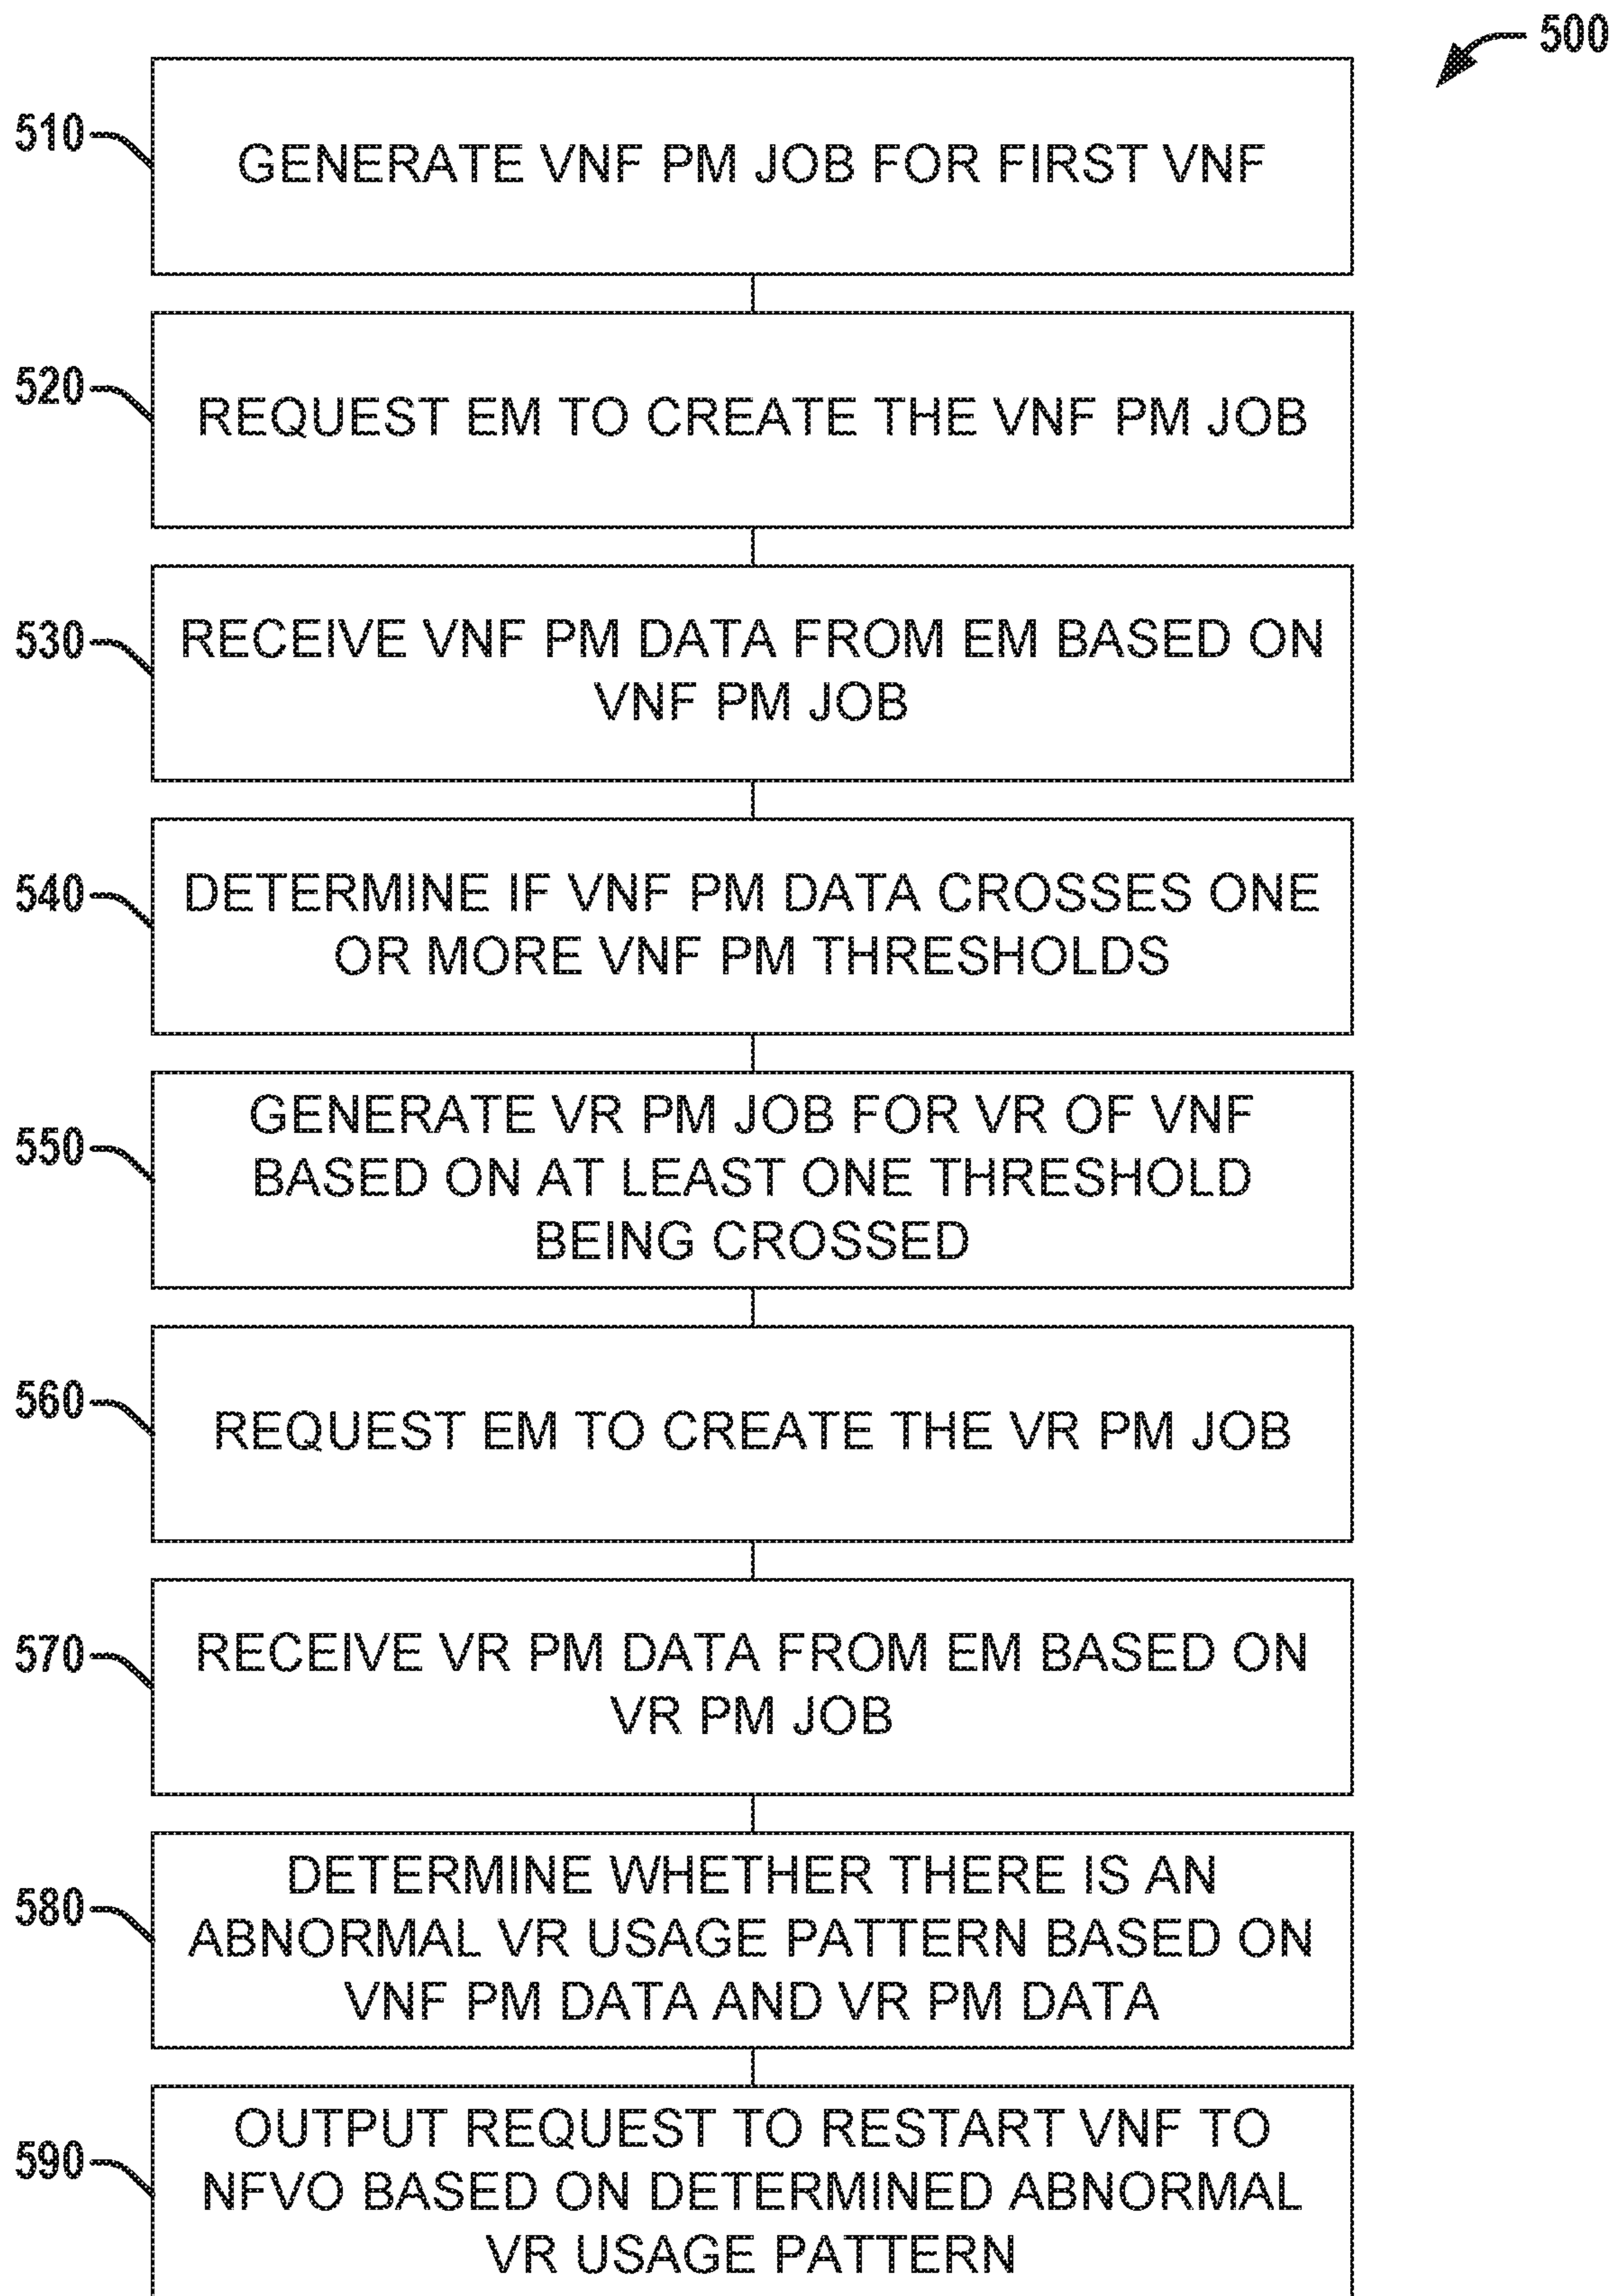 500
510
GENERATE VNF PM JOB FOR FIRST VNF
520
REQUEST EM TO CREATE THE VNF PM JOB
530
RECEIVE VNF PM DATA FROM EM BASED ON
VNF PM JOB
540
DETERMINE IF VNF PM DATA CROSSES ONE
OR MORE VNF PM THRESHOLDS
550
GENERATE VR PM JOB FOR VR OF VNF
BASED ON AT LEAST ONE THRESHOLD
BEING CROSSED
560
REQUEST EM TO CREATE THE VR PM JOB
570
RECEIVE VR PM DATA FROM EM BASED ON
VR PM JOB
580
DETERMINE WHETHER THERE IS AN
ABNORMAL VR USAGE PATTERN BASED ON
VNF PM DATA AND VR PM DATA
590
OUTPUT REQUEST TO RESTART VNF TO
NFVO BASED ON DETERMINED ABNORMAL
VR USAGE PATTERN